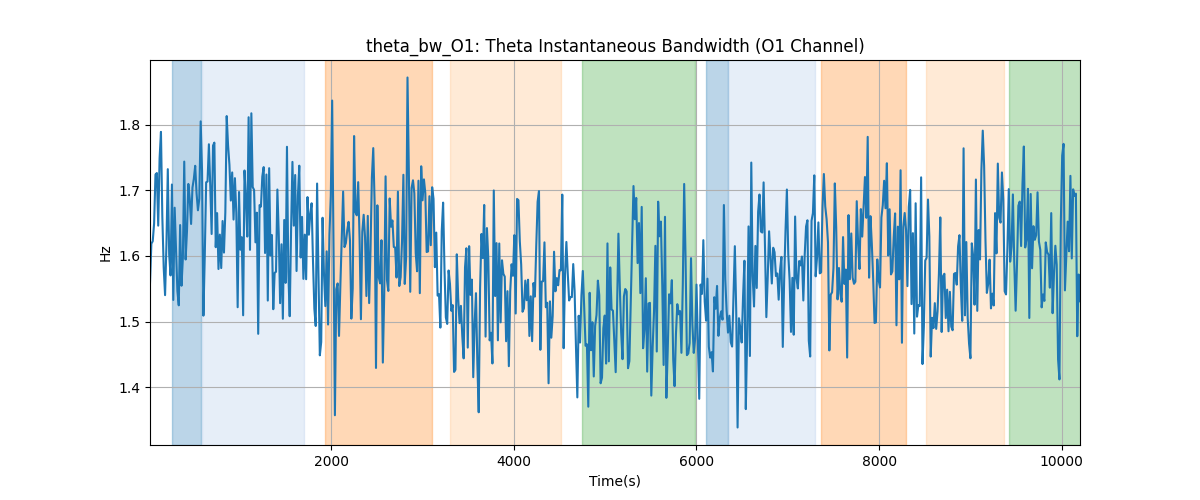 theta_bw_O1: Theta Instantaneous Bandwidth (O1 Channel)
Hz
1.8
1.7
1.6
1.5
1.4
2000 4000 6000 8000 10000
Time(s)